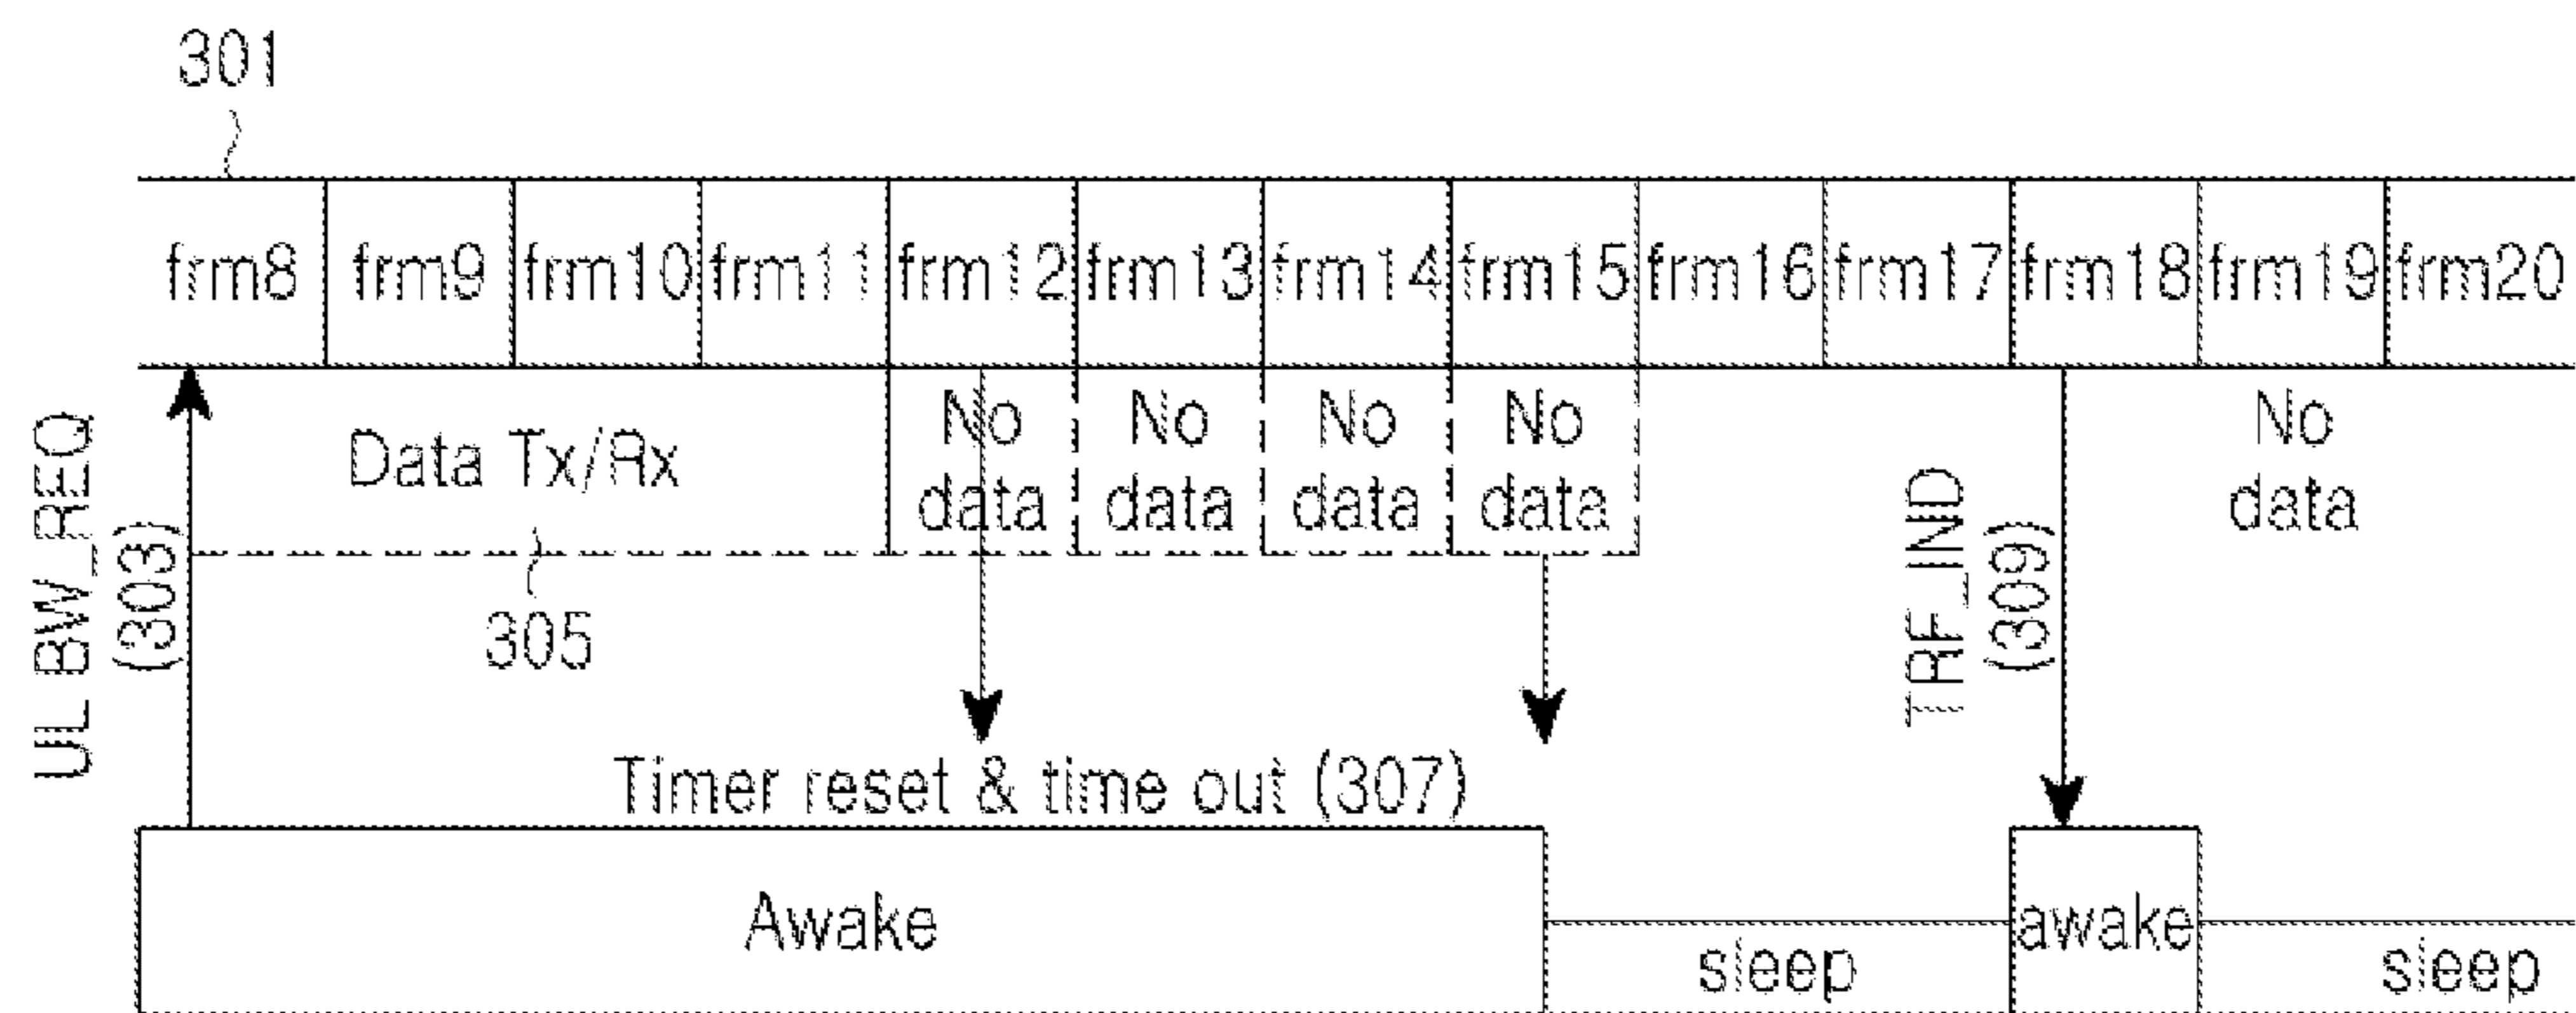 301
frm8 frm9 frm10 frm11 frm12 frm13 frm14 frm15 frm16 frm17 frm18 frm19 frm20
UL BW_REQ
(303)
Data Tx/Rx
305
No
data
No
data
No
data
No
data
Timer reset & time out (307)
TRF_IND
(309)
No
data
Awake
sleep
awake
sleep